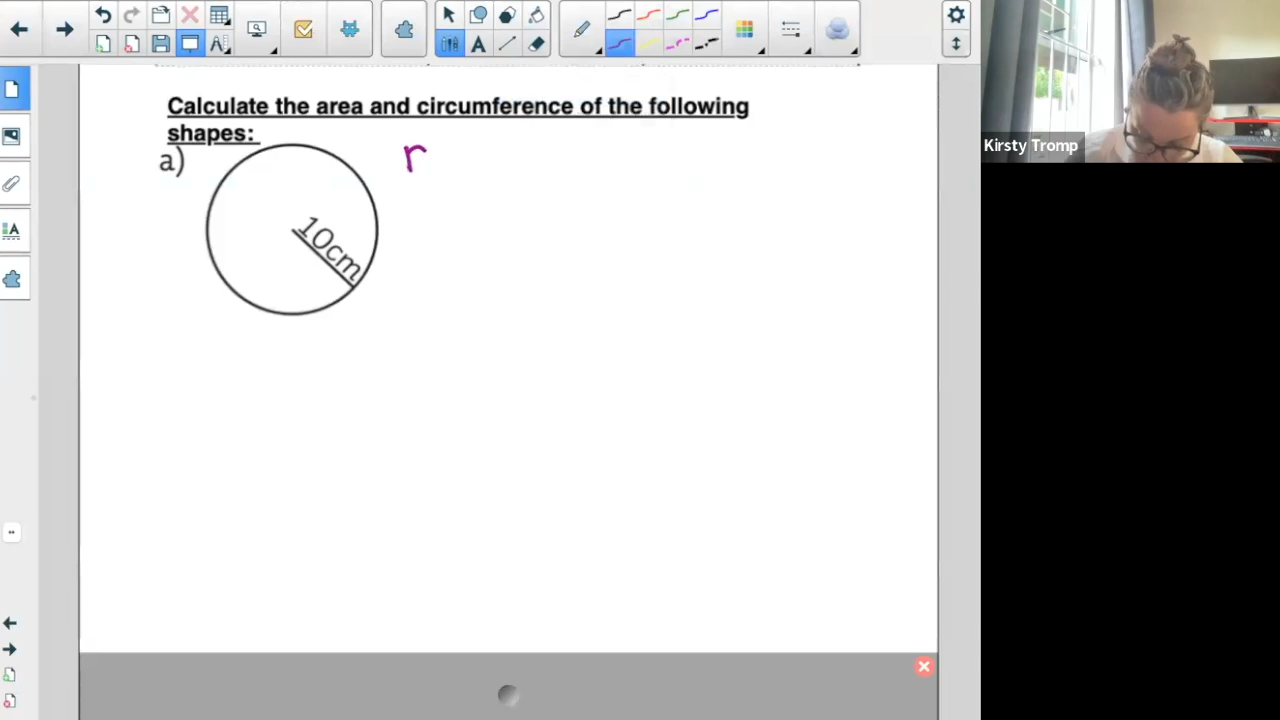 Calculate the area and circumference of the following
shapes:
a)
r
10cm
Kirsty Tromp